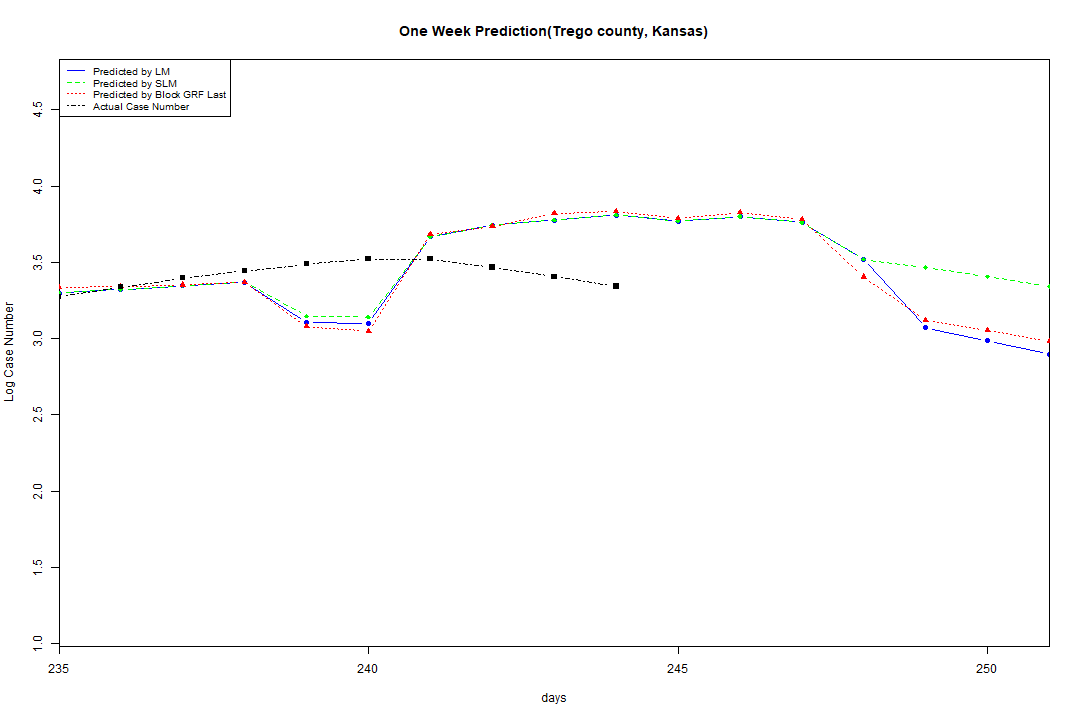 One Week Prediction(Trego county, Kansas)
Predicted by LM
Predicted by SLM
Predicted by Block GRF Last
Actual Case Number
4.5
4.0
3.5
3.0
2.5
2.0
1.5
1.0
Log Case Number
235 240 245 250
days